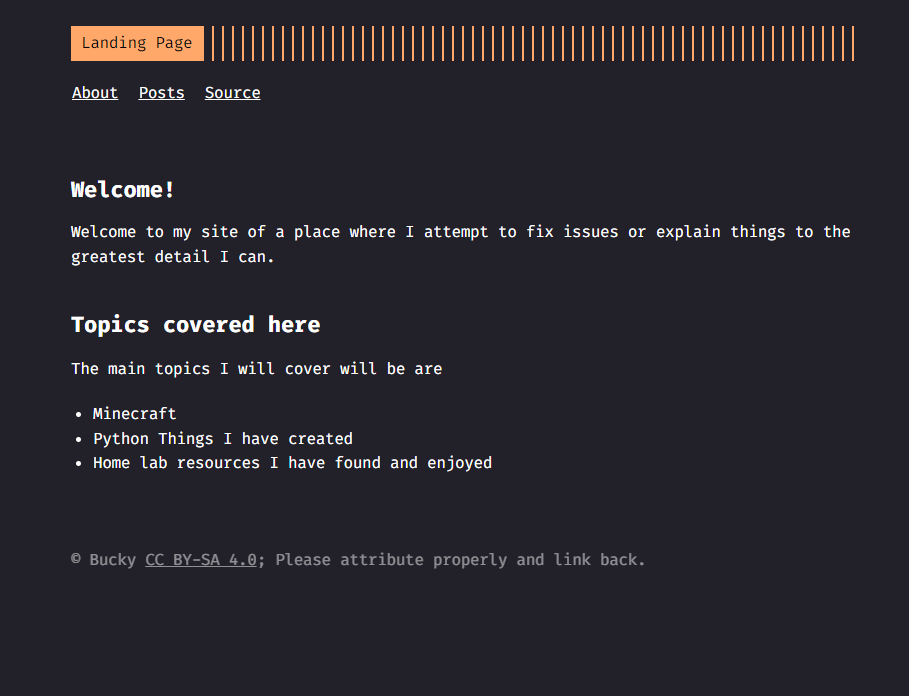 Landing Page
About Posts Source
Welcome!
Welcome to my site of a place where I attempt to fix issues or explain things to the
greatest detail I can.
Topics covered here
The main topics I will cover will be are
• Minecraft
• Python Things I have created
• Home lab resources I have found and enjoyed
© Bucky CC BY-SA 4.0; Please attribute properly and link back.